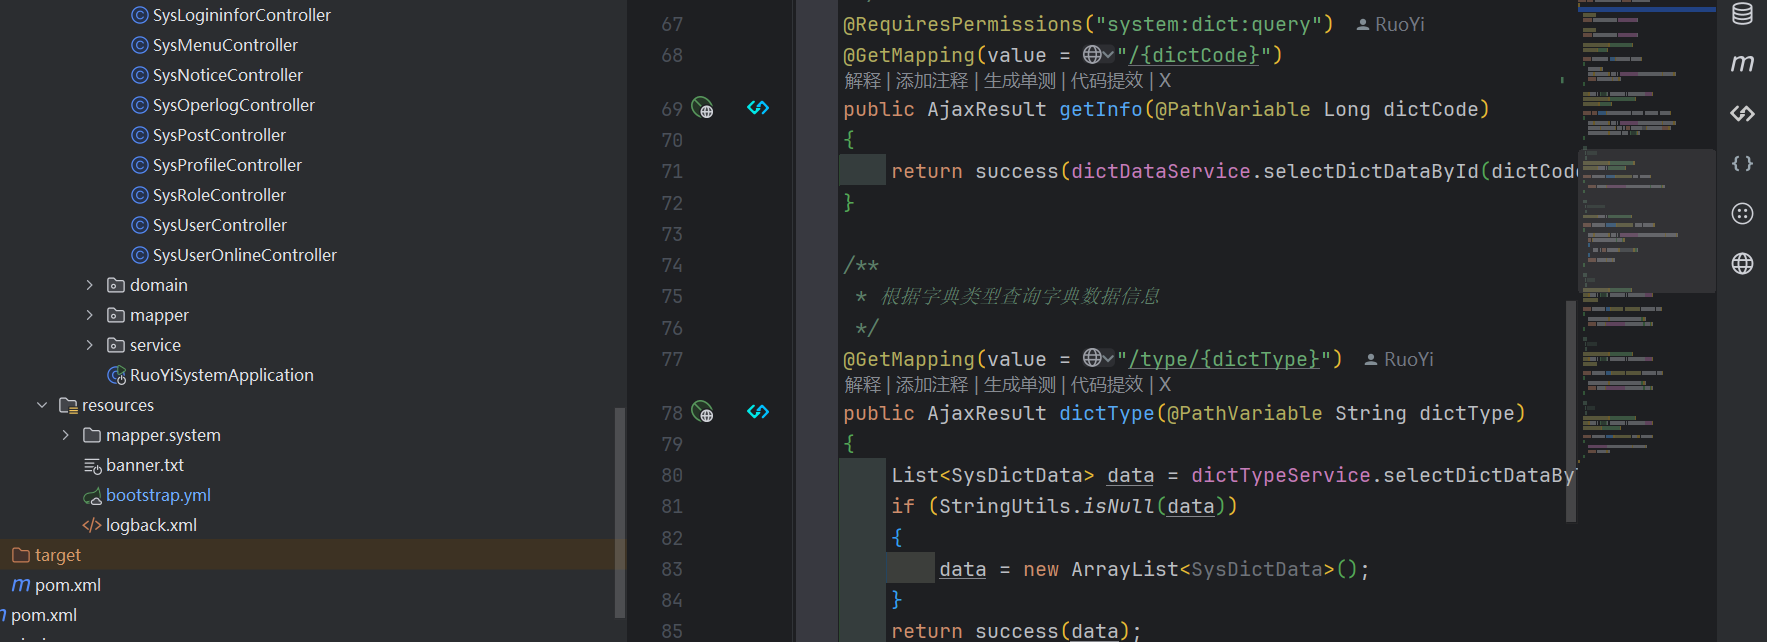 SysLogininforController
SysMenuController
SysNoticeController
SysOperlogController
SysPostController
SysProfileController
SysRoleController
SysUserController
SysUserOnlineController
domain
mapper
service
RuoYiSystemApplication
resources
mapper.system
banner.txt
bootstrap.yml
logback.xml
target
pom.xml
pom.xml
67 @RequiresPermissions("system:dict:query") RuoYi
68 @GetMapping(value = "/{dictCode}")
解释 | 添加注释 | 生成单测 | 代码提效 | X
69 public AjaxResult getInfo(@PathVariable Long dictCode)
70 {
71 return success(dictDataService.selectDictDataById(dictCod
72 }
73
74 /**
75 * 根据字典类型查询字典数据信息
76 */
77 @GetMapping(value = "/type/{dictType}") RuoYi
解释 | 添加注释 | 生成单测 | 代码提效 | X
78 public AjaxResult dictType(@PathVariable String dictType)
79 {
80 List<SysDictData> data = dictTypeService.selectDictDataBy
81 if (StringUtils.isNull(data))
82 {
83 data = new ArrayList<SysDictData>();
84 }
85 return success(data);